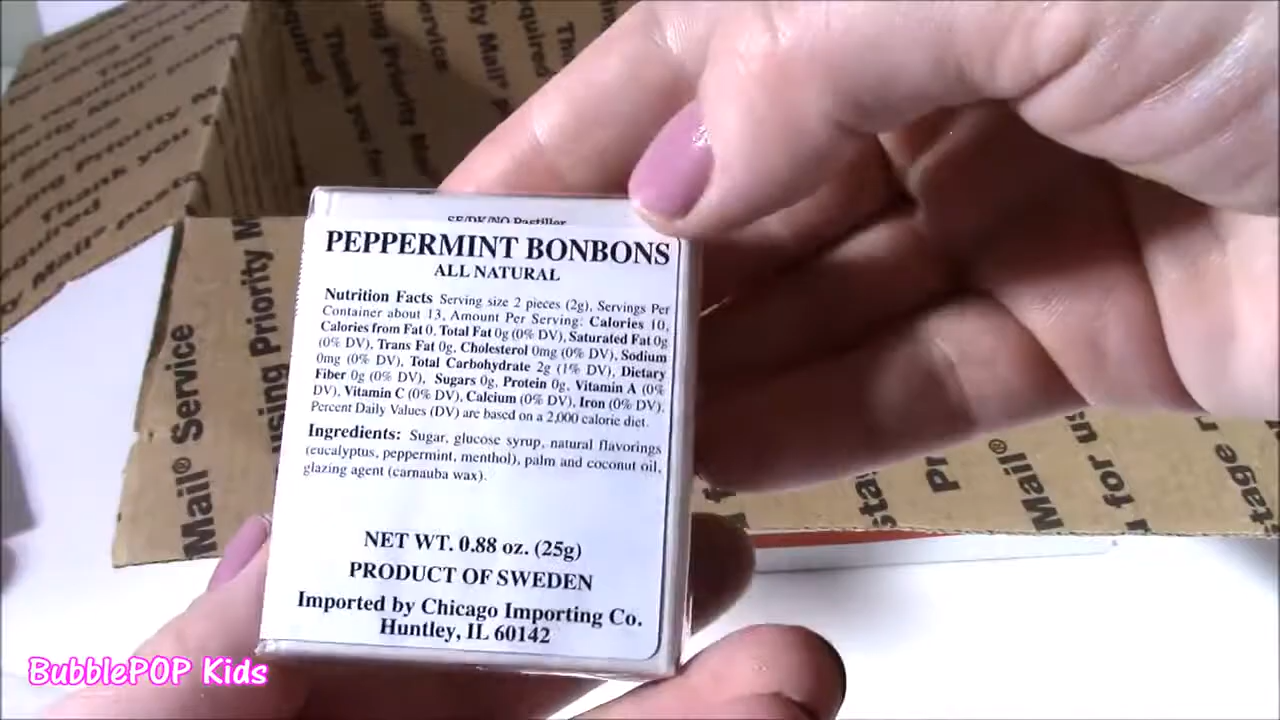 SE/DK/NO Pastiller
PEPPERMINT BONBONS
ALL NATURAL
Nutrition Facts Serving size 2 pieces (2g), Servings Per
Container about 13, Amount Per Serving: Calories 10,
Calories from Fat 0, Total Fat 0g (0% DV), Saturated Fat 0g
(0% DV), Trans Fat 0g, Cholesterol 0mg (0% DV), Sodium
0mg (0% DV), Total Carbohydrate 2g (1% DV), Dietary
Fiber 0g (0% DV), Sugars 0g, Protein 0g, Vitamin A (0%
DV), Vitamin C (0% DV), Calcium (0% DV), Iron (0% DV).
Percent Daily Values (DV) are based on a 2,000 calorie diet.
Ingredients: Sugar, glucose syrup, natural flavorings
(eucalyptus, peppermint, menthol), palm and coconut oil,
glazing agent (carnauba wax).
NET WT. 0.88 oz. (25g)
PRODUCT OF SWEDEN
Imported by Chicago Importing Co.
Huntley, IL 60142
Mail® Service
using Priority M
Thank you for
Service
Mail®
for us
stage r
BubblePOP Kids